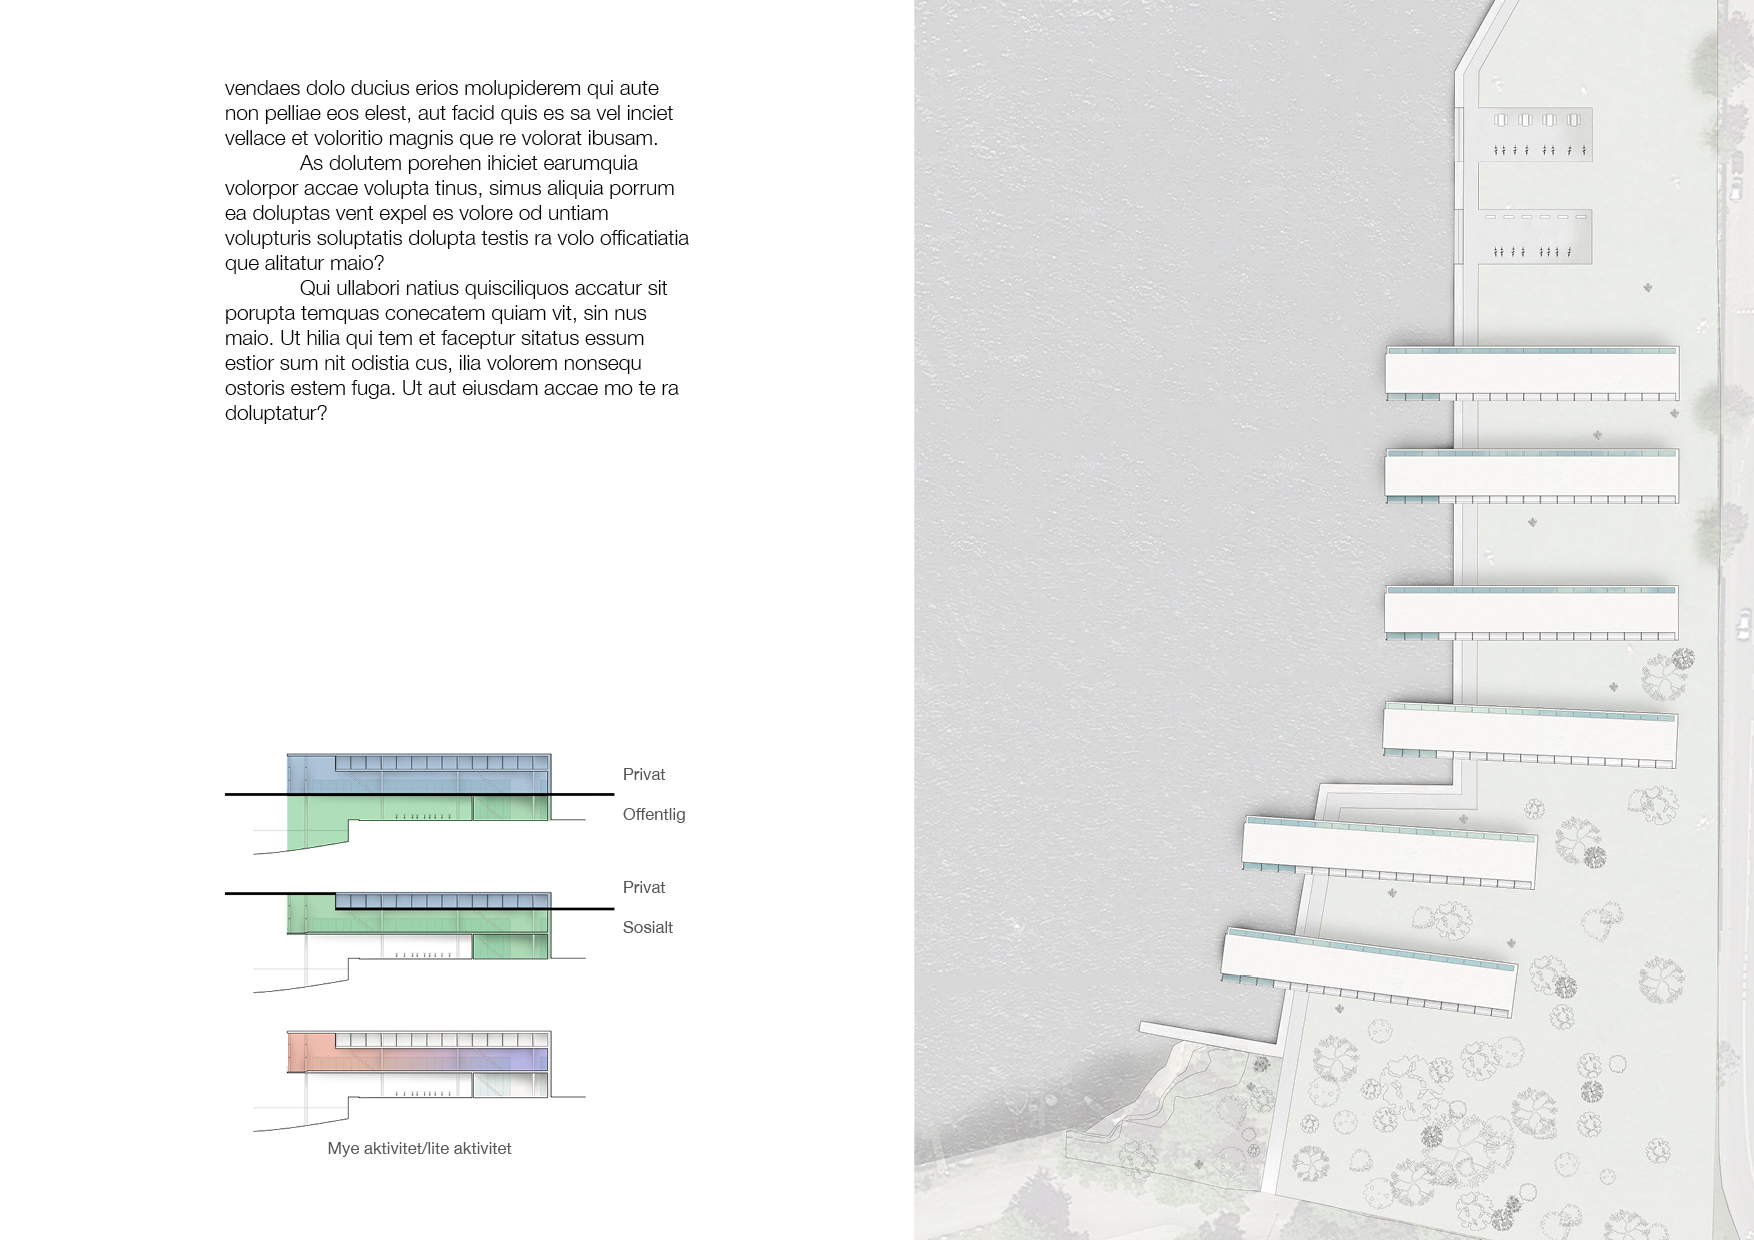 vendaes dolo ducius erios molupiderem qui aute
non pelliae eos elest, aut facid quis es sa vel inciet
vellace et voloritio magnis que re volorat ibusam.
As dolutem porehen ihiciet earumquia
volorpor accae volupta tinus, simus aliquia porrum
ea doluptas vent expel es volore od untiam
volupturis soluptatis dolupta testis ra volo officatiatia
que alitatur maio?
Qui ullabori natius quisciliquos accatur sit
porupta temquas conecatem quiam vit, sin nus
maio. Ut hilia qui tem et faceptur sitatus essum
estior sum nit odistia cus, ilia volorem nonsequ
ostoris estem fuga. Ut aut eiusdam accae mo te ra
doluptatur?
Privat
Offentlig
Privat
Sosialt
Mye aktivitet/lite aktivitet